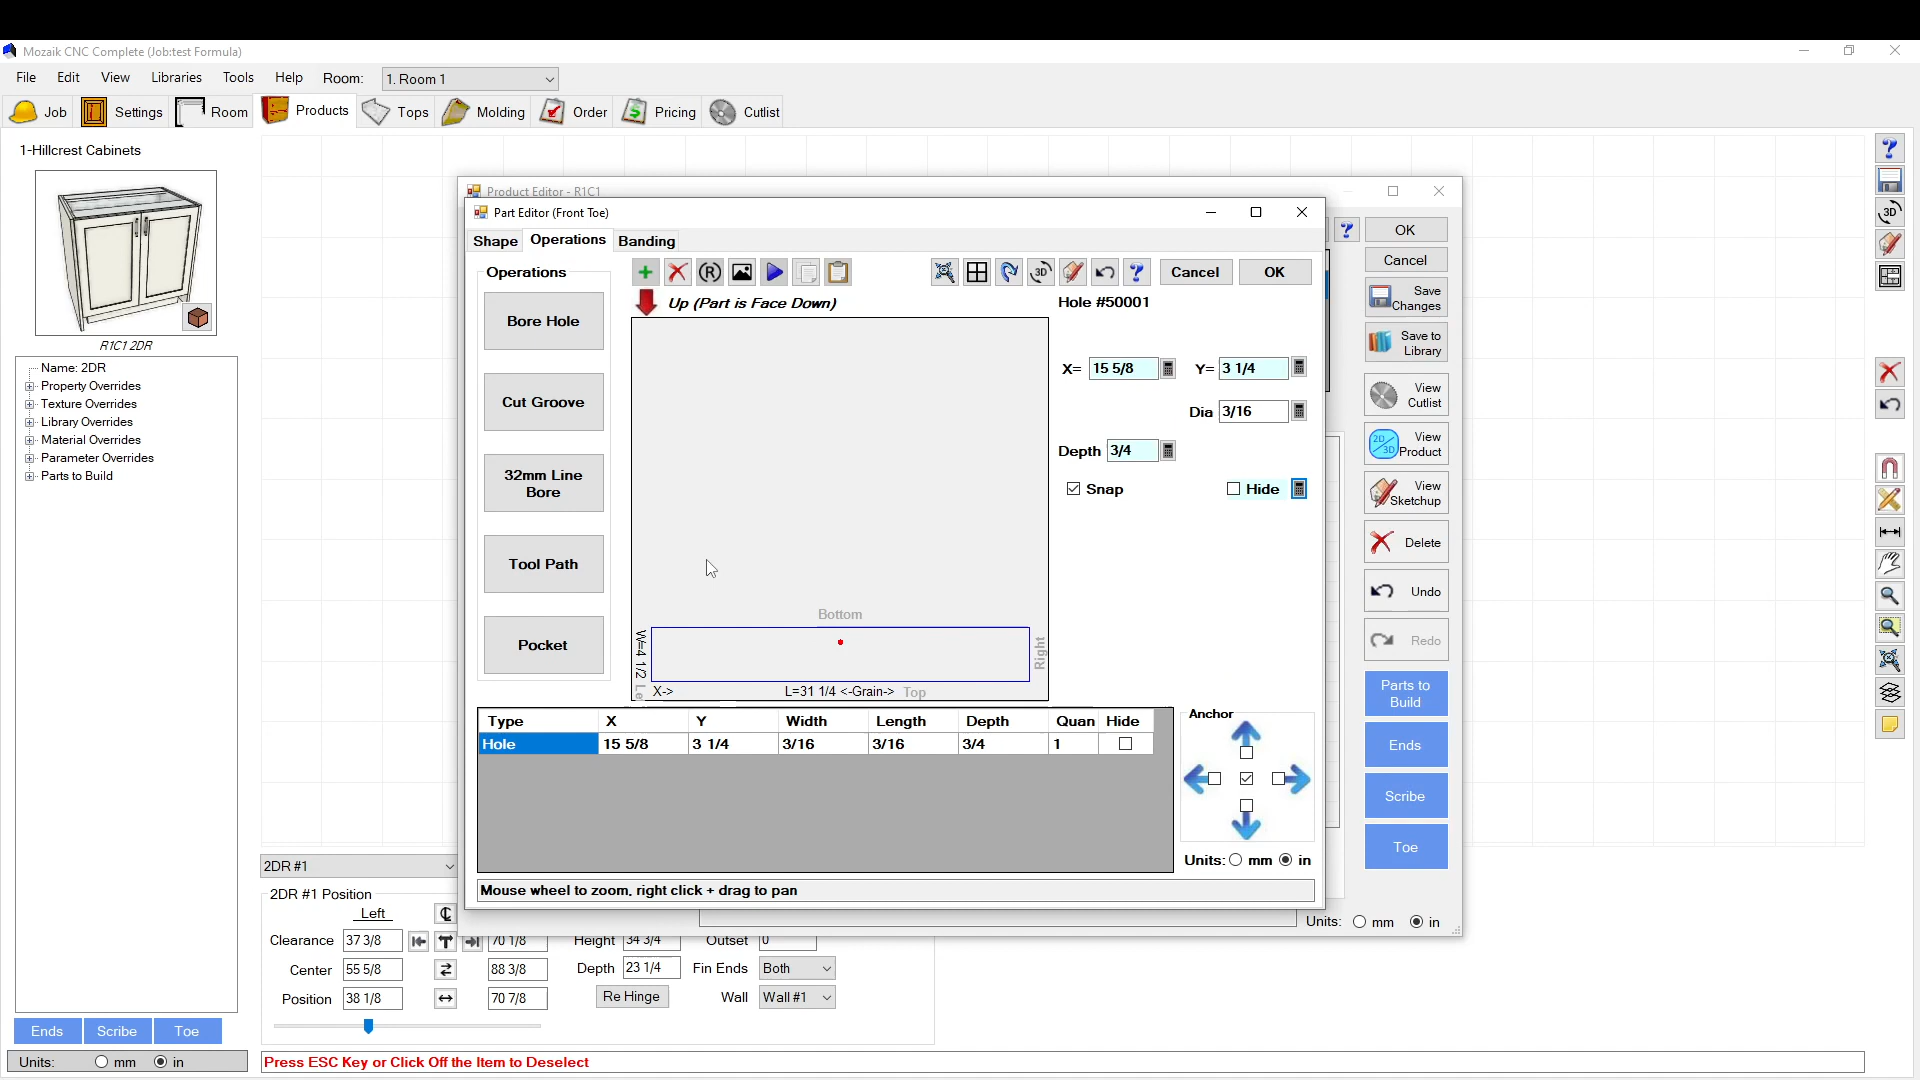 Mozaik CNC Complete (Job:test Formula)
File Edit View Libraries Tools Help Room: 1. Room 1
Job Settings Room Products Tops Molding Order Pricing Cutlist
1-Hillcrest Cabinets
R1C1 2DR
Name: 2DR
Property Overrides
Texture Overrides
Library Overrides
Material Overrides
Parameter Overrides
Parts to Build
Ends Scribe Toe
Units: mm in
Product Editor - R1C1
Part Editor (Front Toe)
Shape Operations Banding
Operations
Bore Hole
Cut Groove
32mm Line
Bore
Tool Path
Pocket
R
3D
?
Cancel OK
Up (Part is Face Down)
Hole #50001
X= 15 5/8 Y= 3 1/4
Dia 3/16
Depth 3/4
Snap Hide
Bottom
W=4 1/2
Le
Right
X-> L=31 1/4 <-Grain-> Top
Type X Y Width Length Depth Quan Hide
Hole 15 5/8 3 1/4 3/16 3/16 3/4 1
Anchor
Units: mm in
Mouse wheel to zoom, right click + drag to pan
?
OK
Cancel
Save
Changes
Save to
Library
View
Cutlist
2D
3D
View
Product
View
Sketchup
Delete
Undo
Redo
Parts to
Build
Ends
Scribe
Toe
Units: mm in
?
3D
2DR #1
2DR #1 Position
Left
Clearance 37 3/8 70 1/8 Height 34 3/4 Outset 0
Center 55 5/8 88 3/8 Depth 23 1/4 Fin Ends Both
Position 38 1/8 70 7/8 Re Hinge Wall Wall #1
Press ESC Key or Click Off the Item to Deselect